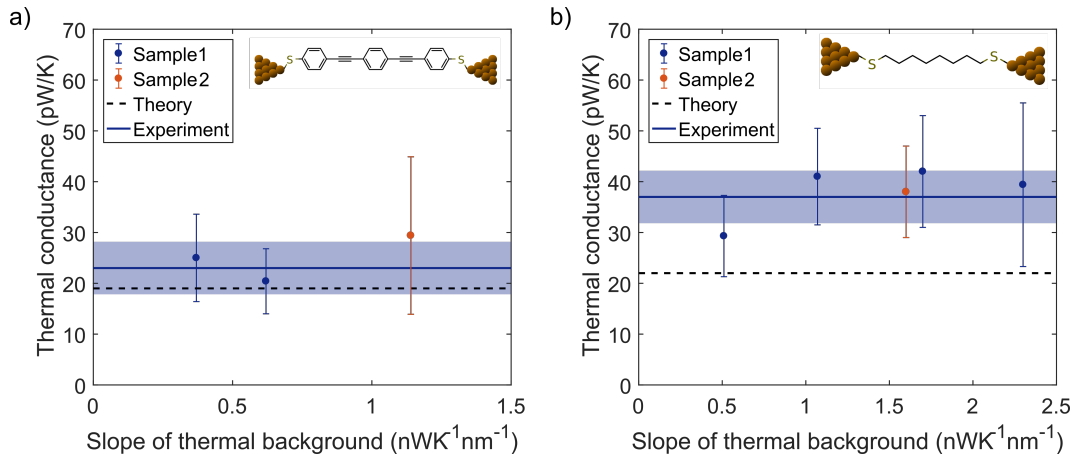 a)
Thermal conductance (pW/K)
70
60
50
40
30
20
10
0
Sample1
Sample2
Theory
Experiment
S
S
0
0.5
1
1.5
Slope of thermal background (nWK⁻¹nm⁻¹)
b)
Thermal conductance (pW/K)
70
60
50
40
30
20
10
0
Sample1
Sample2
Theory
Experiment
S
S
0
0.5
1
1.5
2
2.5
Slope of thermal background (nWK⁻¹nm⁻¹)